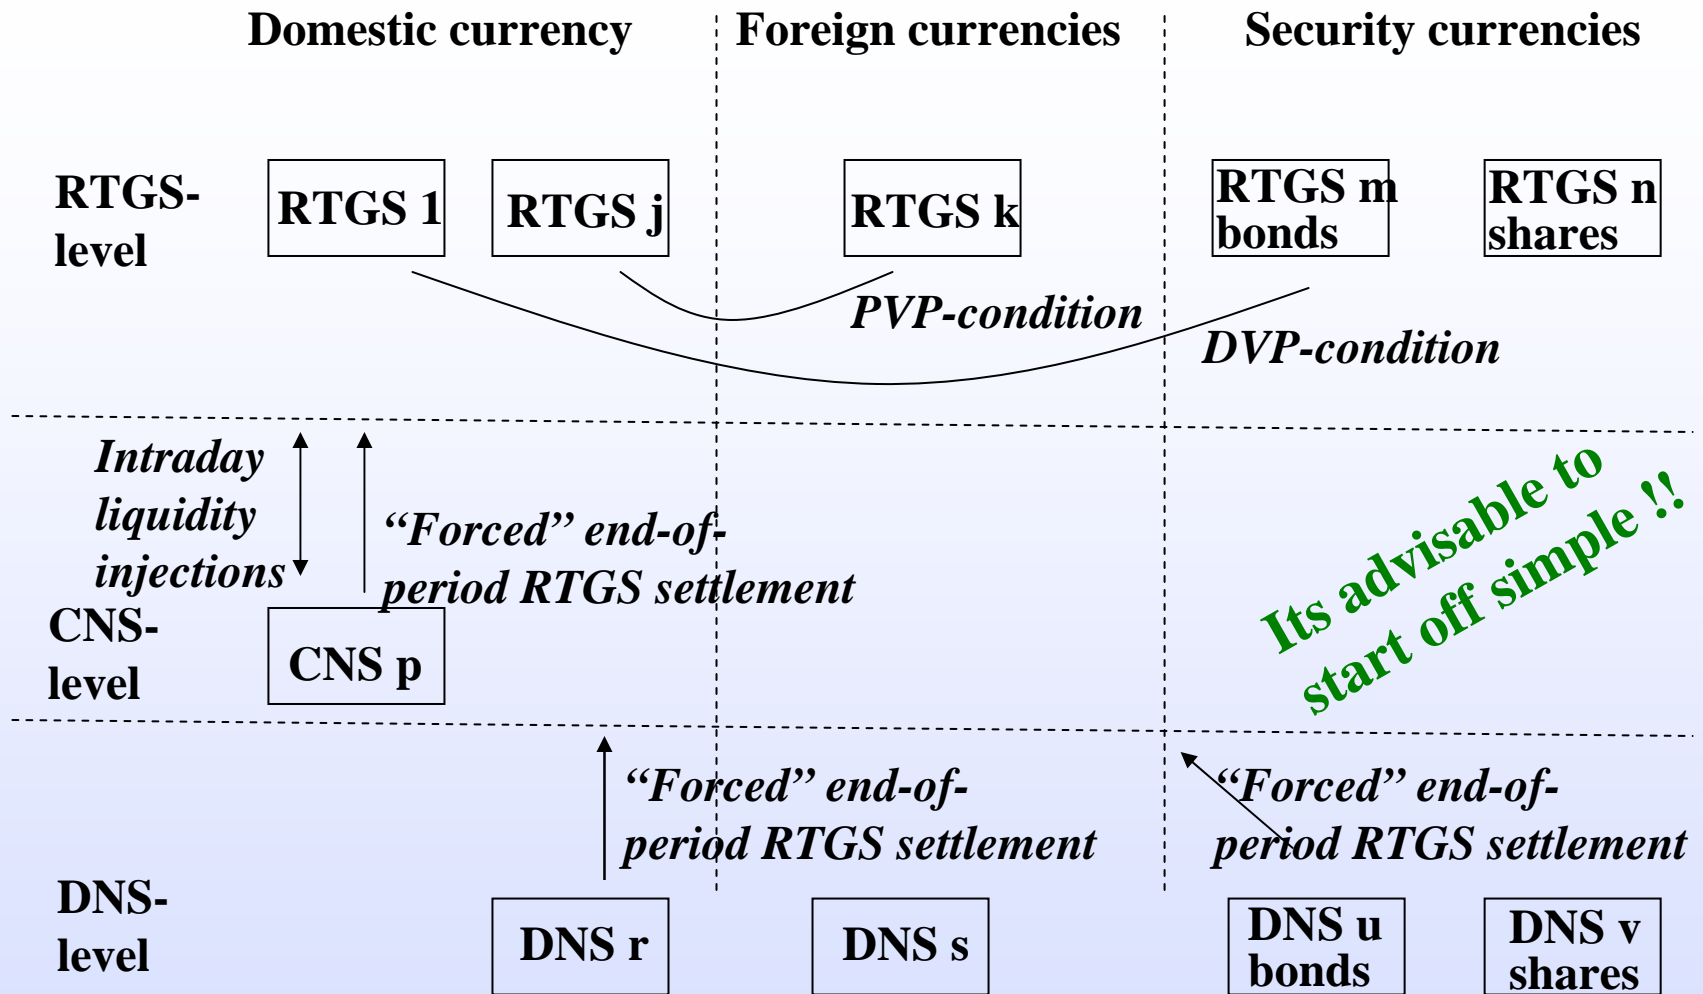 Domestic currency
Foreign currencies
Security currencies
RTGS-
level
RTGS 1
RTGS j
RTGS k
RTGS m
bonds
RTGS n
shares
PVP-condition
DVP-condition
Intraday
liquidity
injections
“Forced” end-of-
period RTGS settlement
Its advisable to
start off simple !!
CNS-
level
CNS p
“Forced” end-of-
period RTGS settlement
“Forced” end-of-
period RTGS settlement
DNS-
level
DNS r
DNS s
DNS u
bonds
DNS v
shares